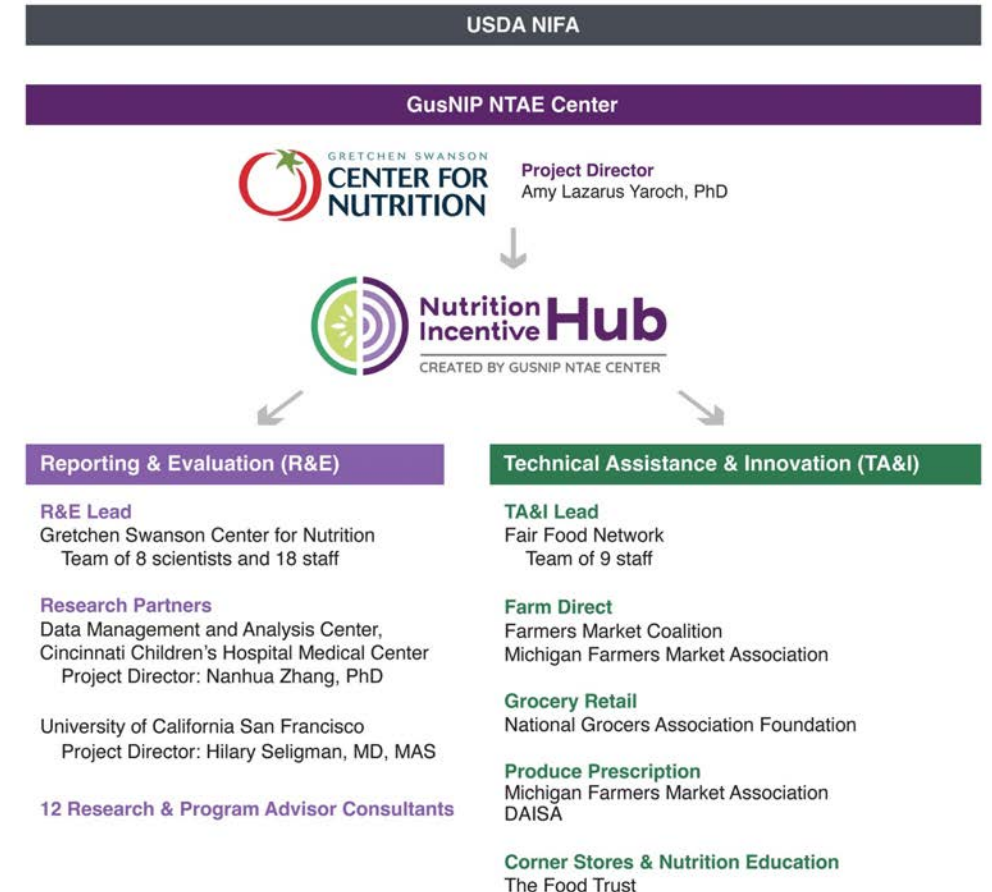 USDA NIFA
GusNIP NTAE Center
GRETCHEN SWANSON
CENTER FOR
NUTRITION
Project Director
Amy Lazarus Yaroch, PhD
Nutrition
Incentive
Hub
CREATED BY GUSNIP NTAE CENTER
Reporting & Evaluation (R&E)
R&E Lead
Gretchen Swanson Center for Nutrition
Team of 8 scientists and 18 staff
Research Partners
Data Management and Analysis Center,
Cincinnati Children's Hospital Medical Center
Project Director: Nanhua Zhang, PhD
University of California San Francisco
Project Director: Hilary Seligman, MD, MAS
12 Research & Program Advisor Consultants
Technical Assistance & Innovation (TA&I)
TA&I Lead
Fair Food Network
Team of 9 staff
Farm Direct
Farmers Market Coalition
Michigan Farmers Market Association
Grocery Retail
National Grocers Association Foundation
Produce Prescription
Michigan Farmers Market Association
DAISA
Corner Stores & Nutrition Education
The Food Trust